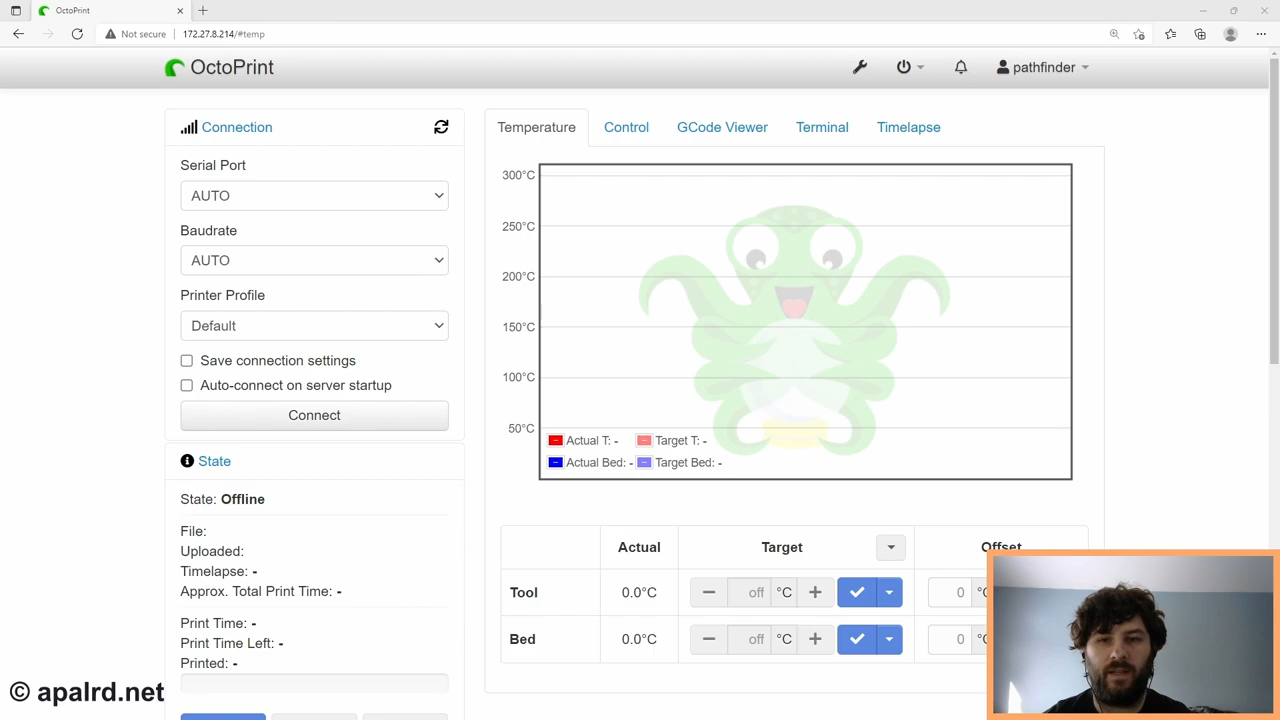 OctoPrint
Not secure
172.27.8.214/#temp
OctoPrint
pathfinder
Connection
Serial Port
AUTO
Baudrate
AUTO
Printer Profile
Default
Save connection settings
Auto-connect on server startup
Connect
State
State: Offline
File:
Uploaded:
Timelapse: -
Approx. Total Print Time: -
Print Time: -
Print Time Left: -
Printed: -
Temperature
Control
GCode Viewer
Terminal
Timelapse
300°C
250°C
200°C
150°C
100°C
50°C
Actual T: -
Target T: -
Actual Bed: -
Target Bed: -
Actual
Target
Offset
Tool
0.0°C
off
°C
0
Bed
0.0°C
off
°C
0
© apalrd.net